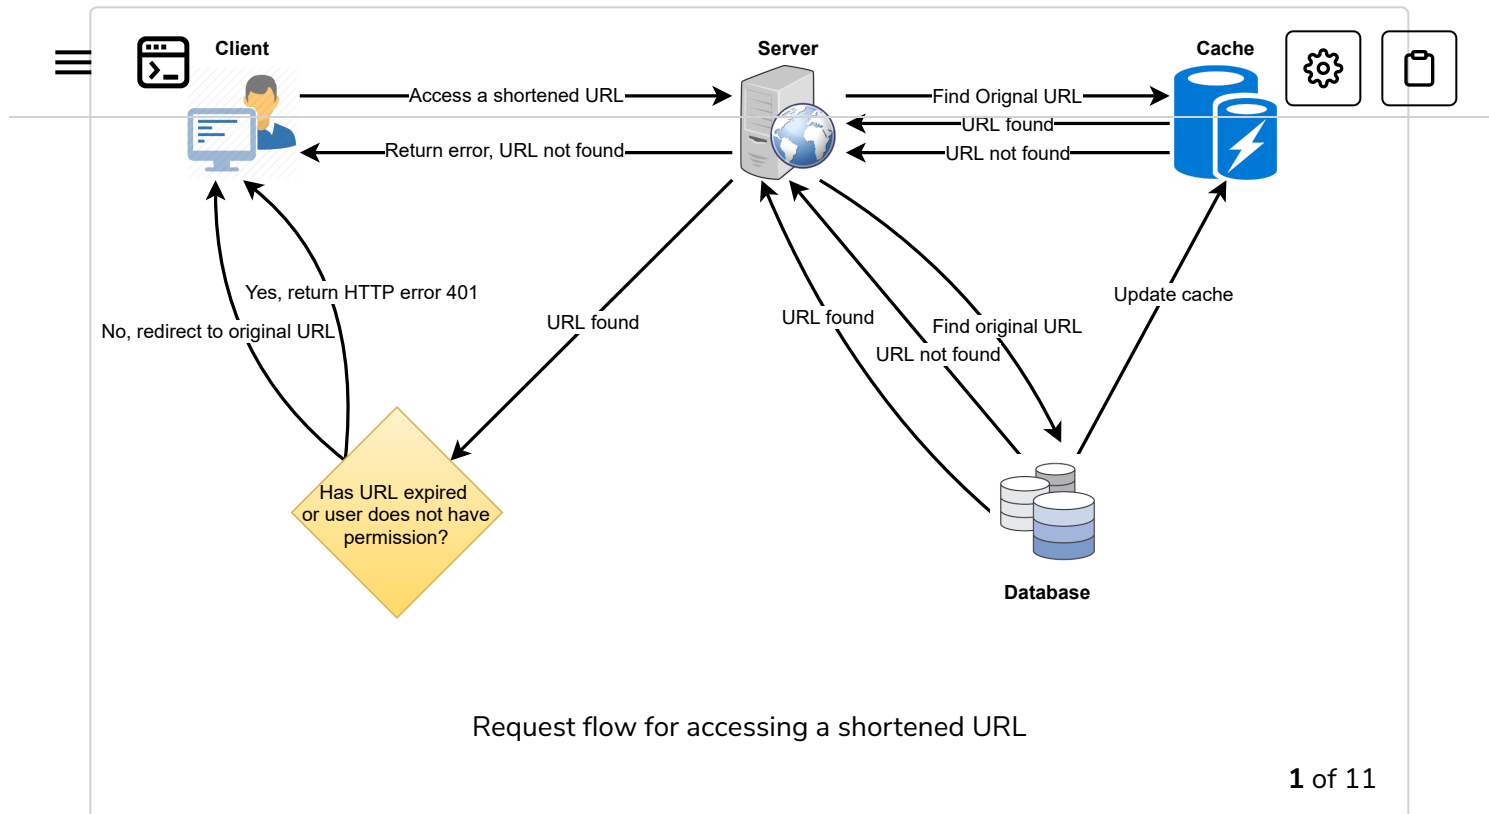 Client
Server
Cache
Access a shortened URL
Find Orignal URL
URL found
Return error, URL not found
URL not found
Yes, return HTTP error 401
Update cache
No, redirect to original URL
URL found
URL found
Find original URL
URL not found
Has URL expired
or user does not have
permission?
Database
Request flow for accessing a shortened URL
1 of 11